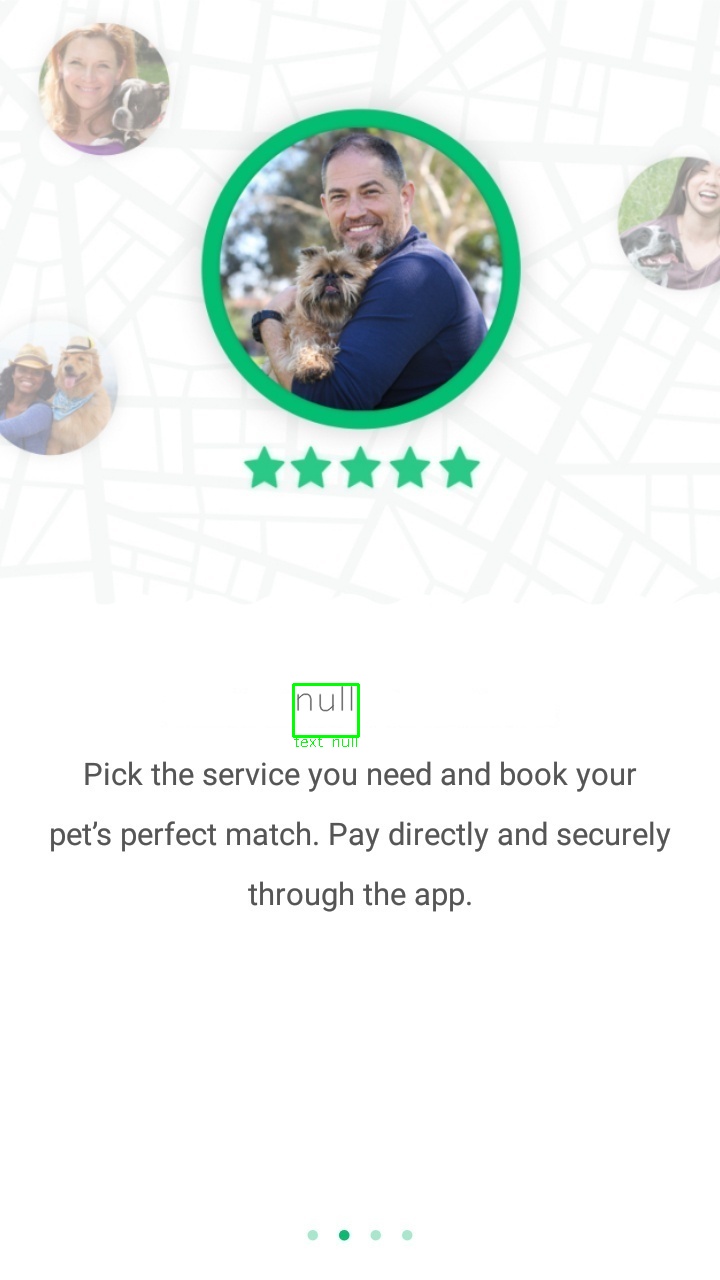 null
text null
Pick the service you need and book your
pet’s perfect match. Pay directly and securely
through the app.